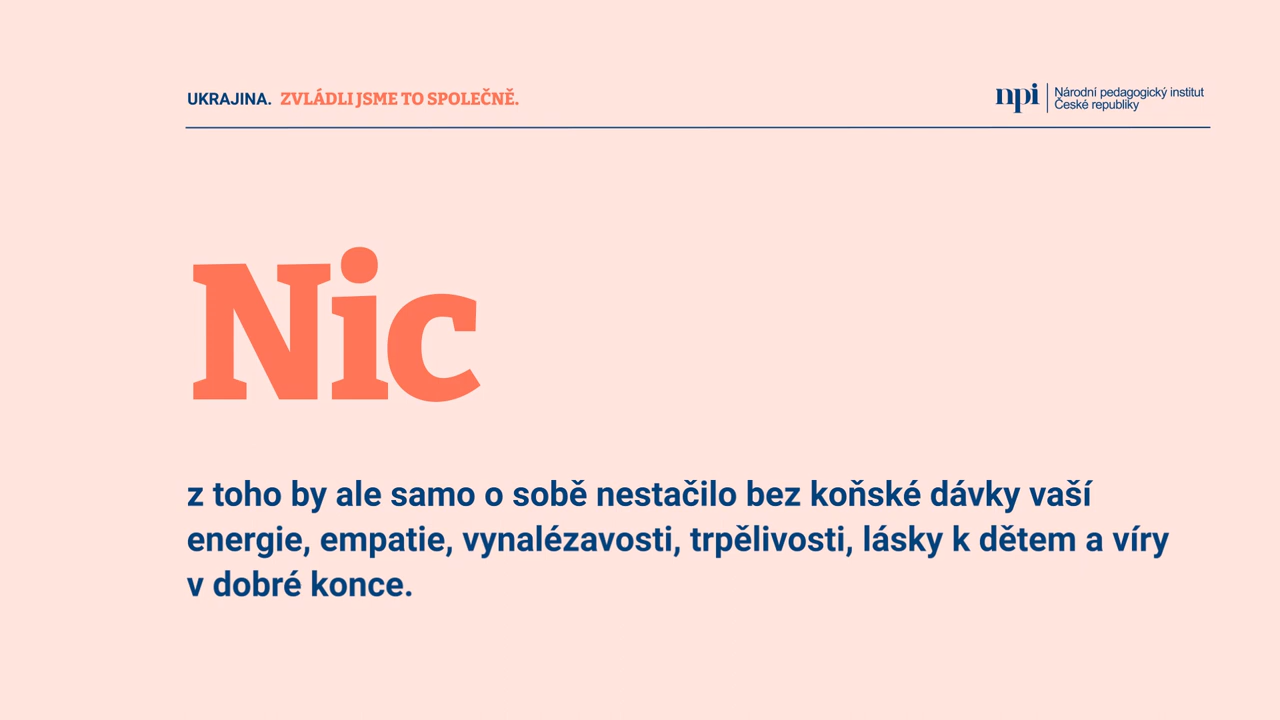 UKRAJINA. ZVLÁDLI JSME TO SPOLEČNĚ.
npi
Národní pedagogický institut
České republiky
Nic
z toho by ale samo o sobě nestačilo bez koňské dávky vaší
energie, empatie, vynalézavosti, trpělivosti, lásky k dětem a víry
v dobré konce.